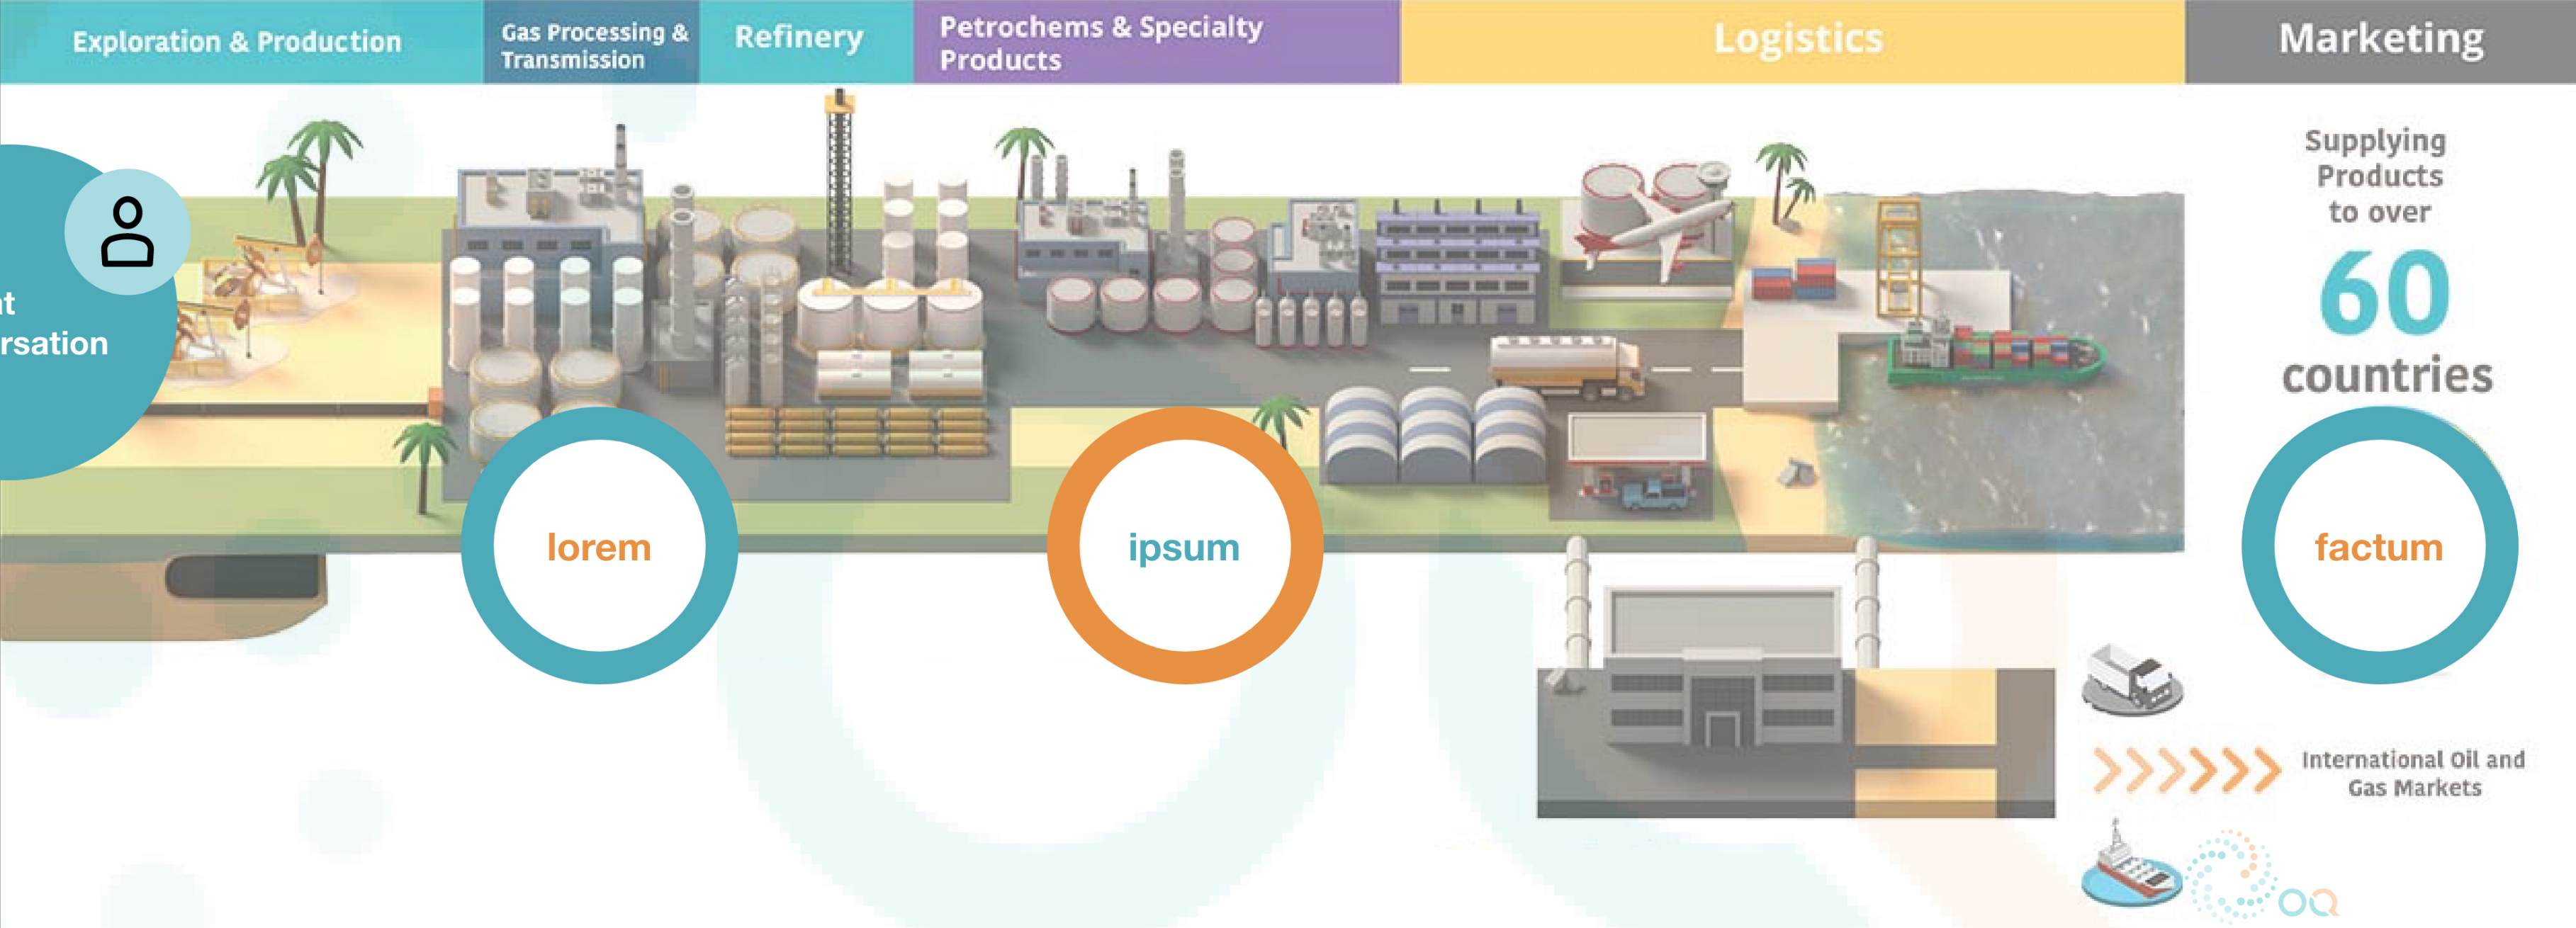 Exploration & Production
Gas Processing &
Transmission
Refinery
Petrochems & Specialty
Products
Logistics
Marketing
Supplying
Products
to over
60
countries
at
rsation
lorem
ipsum
factum
International Oil and
Gas Markets
OQ